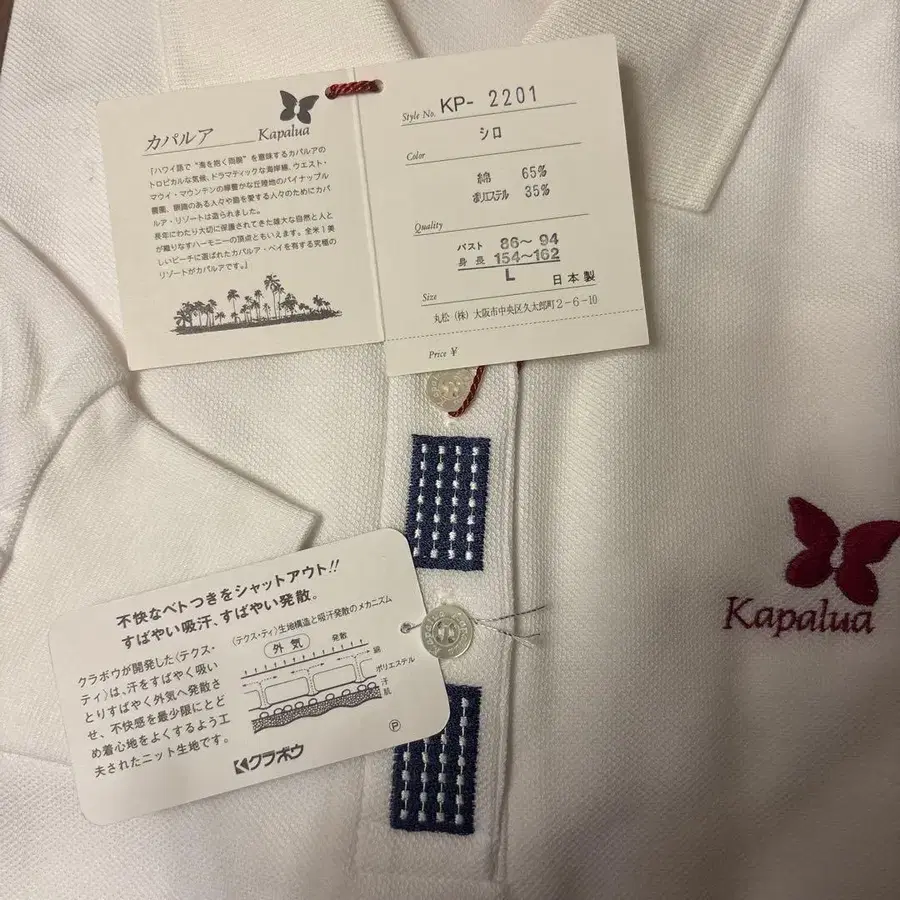 カパルア
Kapalua
「ハワイ語で“海を抱く両腕”を意味するカパルアの
トロピカルな気候、ドラマティックな海岸線、ウエスト・
マウイ・マウンテンの緑豊かな丘陸地のパイナップル
農園、眼識のある人々や島を愛する人々のためにカパ
ルア・リゾートは造られました。
長年にわたり大切に保護されてきた雄大な自然と人と
が織りなすハーモニーの頂点ともいえます。全米1美
しいビーチに選ばれたカパルア・ベイを有する究極の
リゾートがカパルアです。」
Style No. KP- 2201
シロ
Color
綿 65%
ポリエステル 35%
Quality
バスト 86〜94
身長 154〜162
L
Size 日本製
丸松(株) 大阪市中央区久太郎町2-6-10
Price ¥
Kapalua
不快なベトつきをシャットアウト!!
すばやい吸汗、すばやい発散。
クラボウが開発した〈テクス・
ティ〉は、汗をすばやく吸い
とりすばやく外気へ発散さ
せ、不快感を最少限にとど
め着心地をよくするよう工
夫されたニット生地です。
〈テクス・ティ〉生地構造と吸汗発散のメカニズム
外気
発散
綿
ポリエステル
汗
肌
P
クラボウ